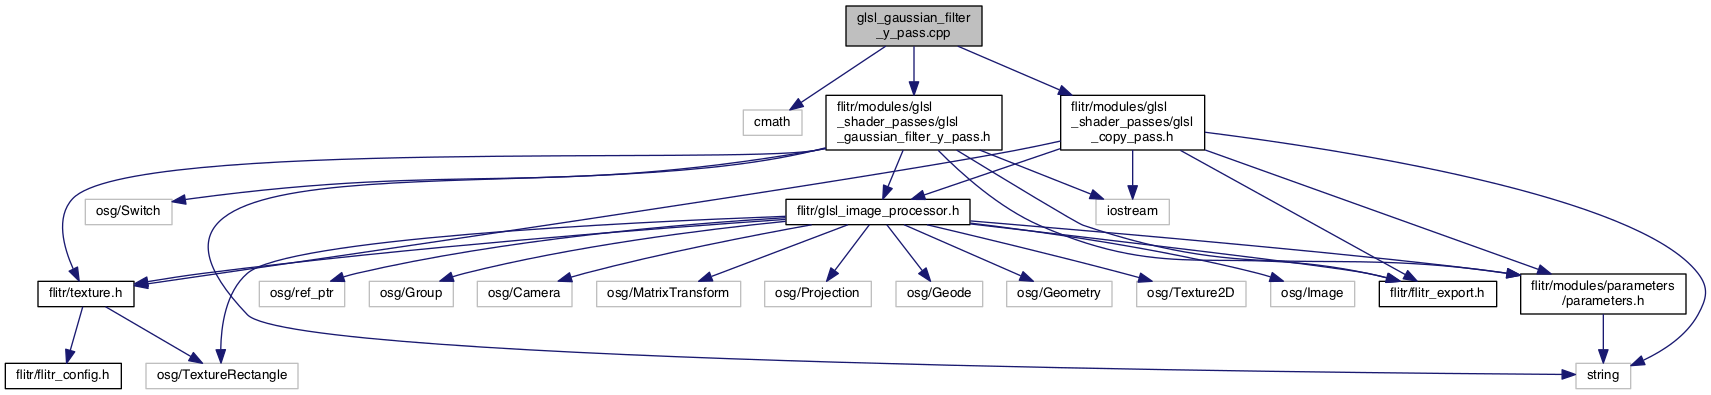 glsl_gaussian_filter
_y_pass.cpp
cmath
flitr/modules/glsl
_shader_passes/glsl
_gaussian_filter_y_pass.h
flitr/modules/glsl
_shader_passes/glsl
_copy_pass.h
osg/Switch
flitr/glsl_image_processor.h
iostream
flitr/texture.h
osg/ref_ptr
osg/Group
osg/Camera
osg/MatrixTransform
osg/Projection
osg/Geode
osg/Geometry
osg/Texture2D
osg/Image
flitr/flitr_export.h
flitr/modules/parameters
/parameters.h
flitr/flitr_config.h
osg/TextureRectangle
string